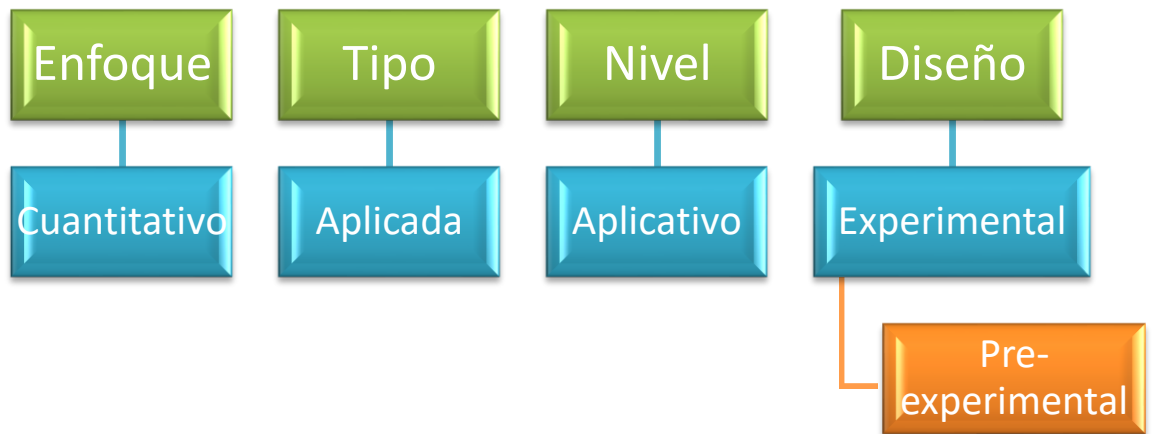 Enfoque
Tipo
Nivel
Diseño
Cuantitativo
Aplicada
Aplicativo
Experimental
Pre-
experimental